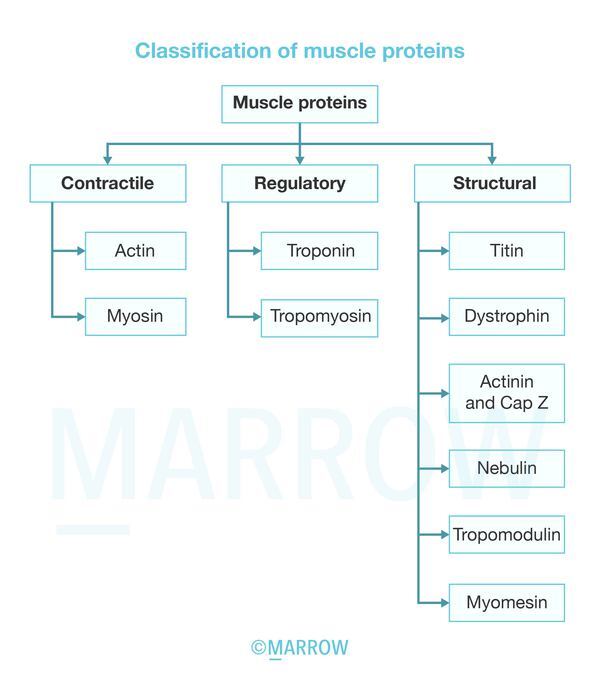 Classification of muscle proteins
Muscle proteins
Contractile
Regulatory
Structural
Actin
Troponin
Titin
Myosin
Tropomyosin
Dystrophin
Actinin
and Cap Z
Nebulin
Tropomodulin
Myomesin
MARROW
©MARROW